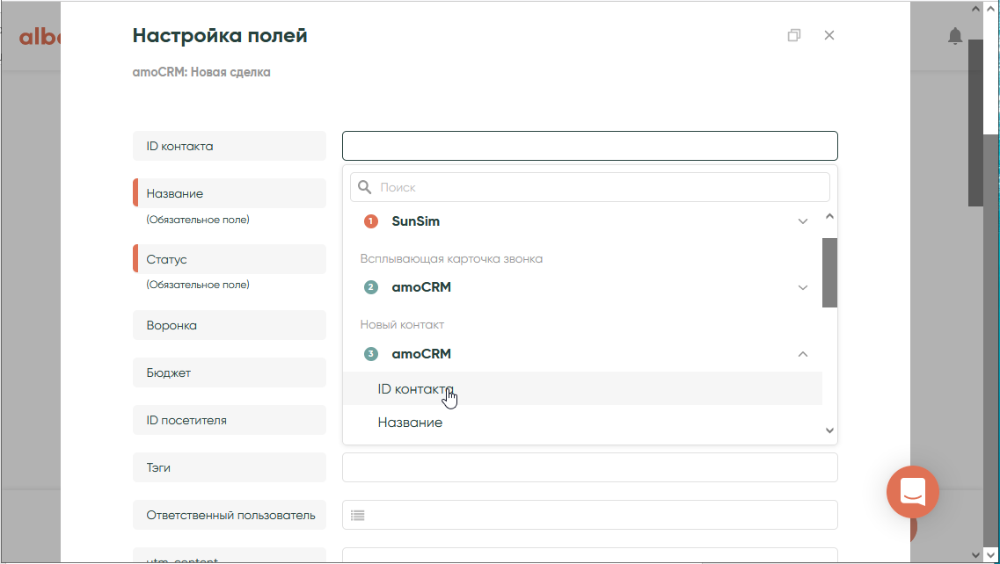 Настройка полей
amoCRM: Новая сделка
ID контакта
Поиск
Название
(Обязательное поле)
1 SunSim
Всплывающая карточка звонка
Статус
(Обязательное поле)
2 amoCRM
Новый контакт
Воронка
3 amoCRM
Бюджет
ID контакта
ID посетителя
Название
Тэги
Ответственный пользователь
utm_content